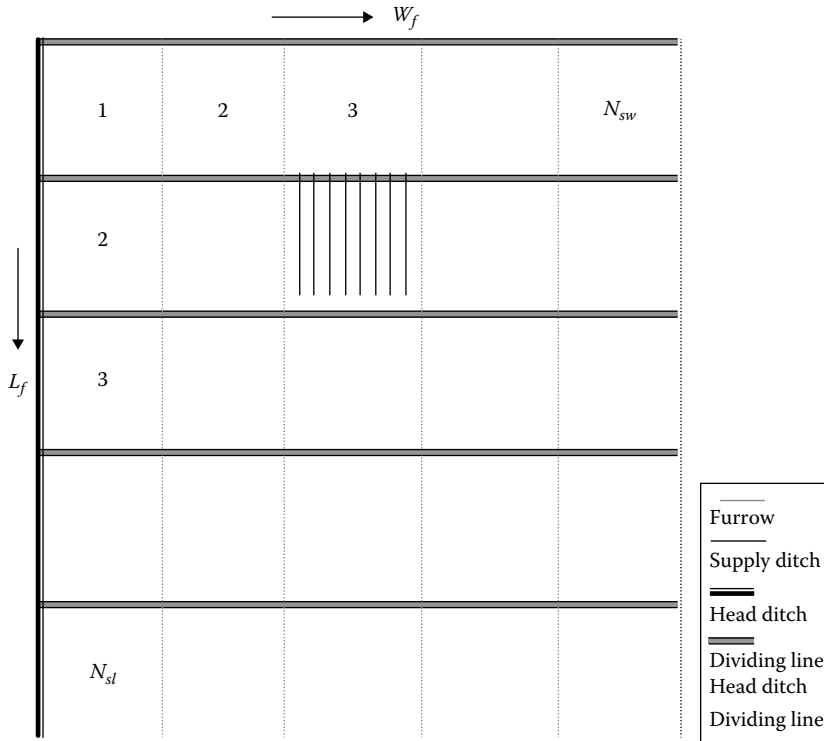 W_f
1 2 3 N_sw
2
L_f
3
N_sl
Furrow
Supply ditch
Head ditch
Dividing line
Head ditch
Dividing line